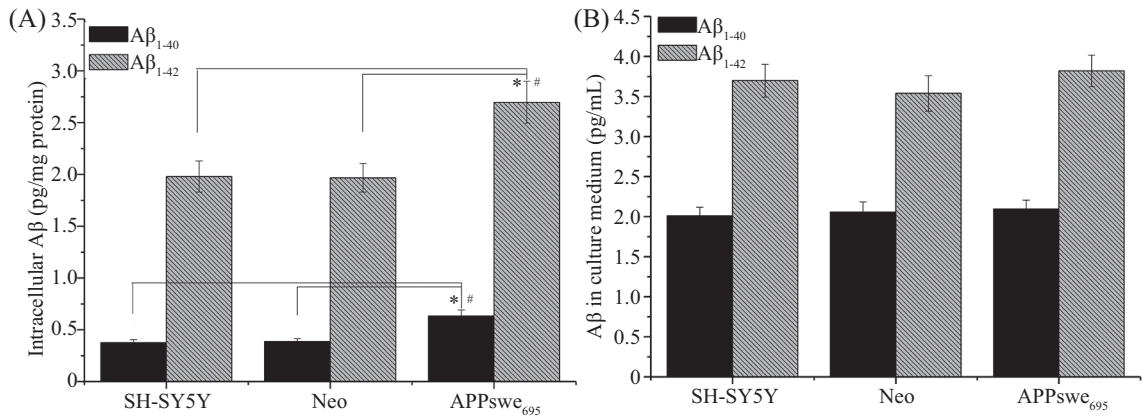 (A)
Intracellular Aβ (pg/mg protein)
3.5
3.0
2.5
2.0
1.5
1.0
0.5
0
Aβ₁₋₄₀
Aβ₁₋₄₂
* #
* #
SH-SY5Y Neo APPswe₆₉₅
(B)
Aβ in culture medium (pg/mL)
4.5
4.0
3.5
3.0
2.5
2.0
1.5
1.0
0.5
0
Aβ₁₋₄₀
Aβ₁₋₄₂
SH-SY5Y Neo APPswe₆₉₅